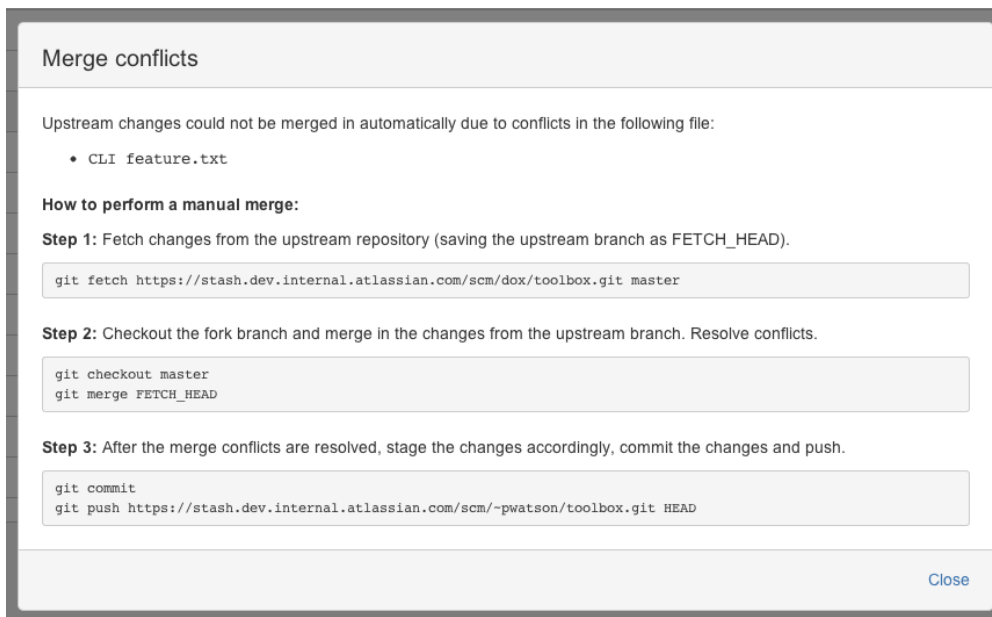 Merge conflicts
Upstream changes could not be merged in automatically due to conflicts in the following file:
• CLI feature.txt
How to perform a manual merge:
Step 1: Fetch changes from the upstream repository (saving the upstream branch as FETCH_HEAD).
git fetch https://stash.dev.internal.atlassian.com/scm/dox/toolbox.git master
Step 2: Checkout the fork branch and merge in the changes from the upstream branch. Resolve conflicts.
git checkout master
git merge FETCH_HEAD
Step 3: After the merge conflicts are resolved, stage the changes accordingly, commit the changes and push.
git commit
git push https://stash.dev.internal.atlassian.com/scm/~pwatson/toolbox.git HEAD
Close